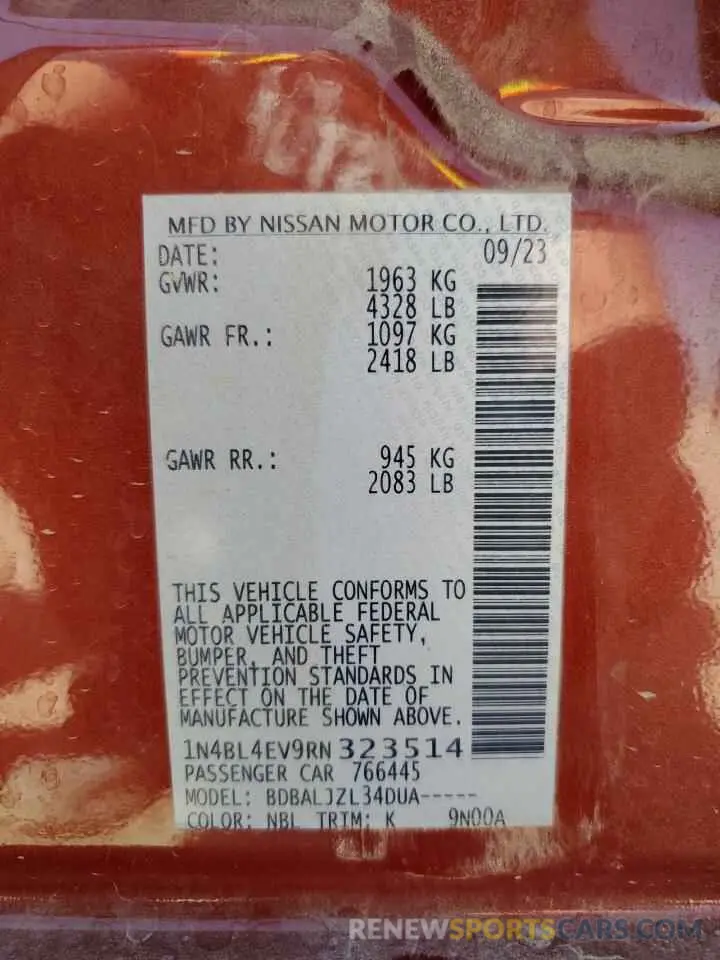 MFD BY NISSAN MOTOR CO., LTD.
DATE: 09/23
GVWR: 1963 KG
4328 LB
GAWR FR.: 1097 KG
2418 LB
GAWR RR.: 945 KG
2083 LB
THIS VEHICLE CONFORMS TO
ALL APPLICABLE FEDERAL
MOTOR VEHICLE SAFETY,
BUMPER, AND THEFT
PREVENTION STANDARDS IN
EFFECT ON THE DATE OF
MANUFACTURE SHOWN ABOVE.
1N4BL4EV9RN323514
PASSENGER CAR 766445
MODEL: BDBALJZL34DUA-----
COLOR: NBL TRIM: K 9N00A
RENEWSPORTSCARS.COM